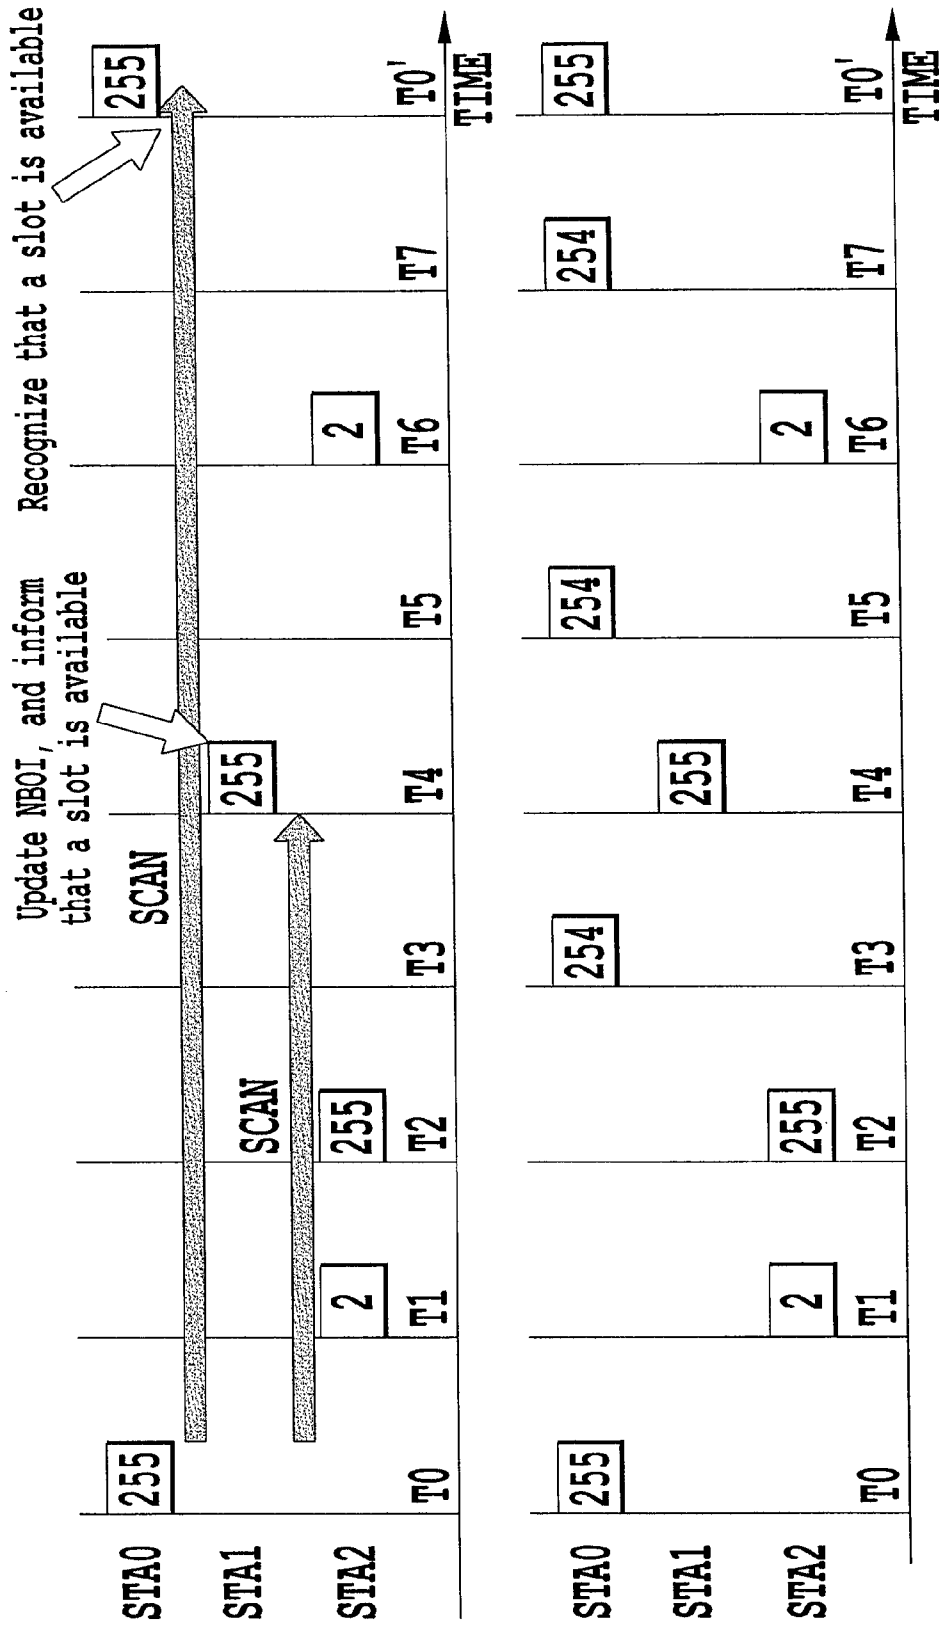 Update NBOI, and inform
that a slot is available
Recognize that a slot is available
SCAN
SCAN
STA0
255
255
STA1
255
STA2
2
255
2
T0
T1
T2
T3
T4
T5
T6
T7
T0'
TIME
STA0
255
254
254
254
255
STA1
255
STA2
2
255
2
T0
T1
T2
T3
T4
T5
T6
T7
T0'
TIME